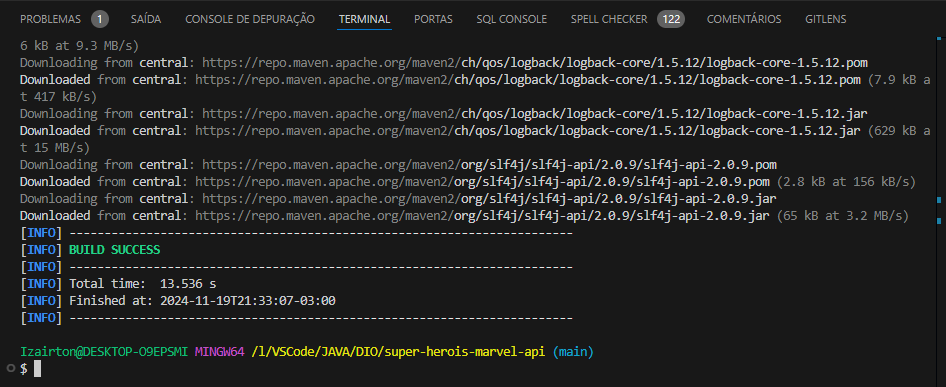 PROBLEMAS 1 SAÍDA CONSOLE DE DEPURAÇÃO TERMINAL PORTAS SQL CONSOLE SPELL CHECKER 122 COMENTÁRIOS GITLENS
6 kB at 9.3 MB/s)
Downloading from central: https://repo.maven.apache.org/maven2/ch/qos/logback/logback-core/1.5.12/logback-core-1.5.12.pom
Downloaded from central: https://repo.maven.apache.org/maven2/ch/qos/logback/logback-core/1.5.12/logback-core-1.5.12.pom (7.9 kB a
t 417 kB/s)
Downloading from central: https://repo.maven.apache.org/maven2/ch/qos/logback/logback-core/1.5.12/logback-core-1.5.12.jar
Downloaded from central: https://repo.maven.apache.org/maven2/ch/qos/logback/logback-core/1.5.12/logback-core-1.5.12.jar (629 kB a
t 15 MB/s)
Downloading from central: https://repo.maven.apache.org/maven2/org/slf4j/slf4j-api/2.0.9/slf4j-api-2.0.9.pom
Downloaded from central: https://repo.maven.apache.org/maven2/org/slf4j/slf4j-api/2.0.9/slf4j-api-2.0.9.pom (2.8 kB at 156 kB/s)
Downloading from central: https://repo.maven.apache.org/maven2/org/slf4j/slf4j-api/2.0.9/slf4j-api-2.0.9.jar
Downloaded from central: https://repo.maven.apache.org/maven2/org/slf4j/slf4j-api/2.0.9/slf4j-api-2.0.9.jar (65 kB at 3.2 MB/s)
[INFO] ------------------------------------------------------------------------
[INFO] BUILD SUCCESS
[INFO] ------------------------------------------------------------------------
[INFO] Total time:  13.536 s
[INFO] Finished at: 2024-11-19T21:33:07-03:00
[INFO] ------------------------------------------------------------------------
Izairton@DESKTOP-O9EPSMI MINGW64 /l/VSCode/JAVA/DIO/super-herois-marvel-api (main)
$